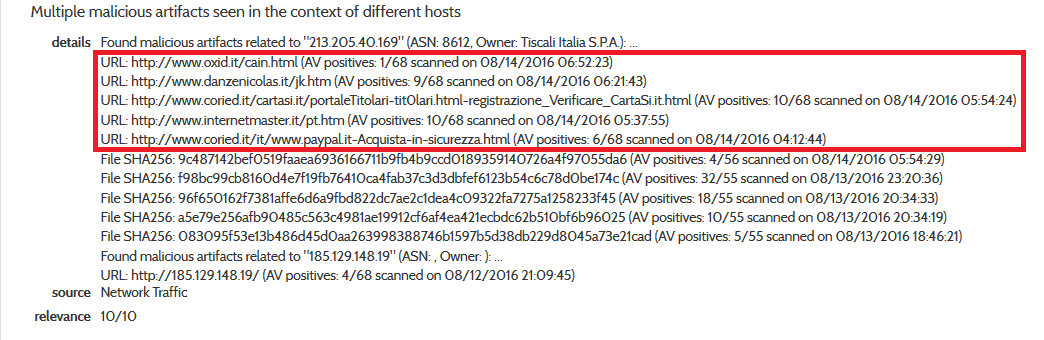 Multiple malicious artifacts seen in the context of different hosts
details Found malicious artifacts related to "213.205.40.169" (ASN: 8612, Owner: Tiscali Italia S.P.A.): ...
URL: http://www.oxid.it/cain.html (AV positives: 1/68 scanned on 08/14/2016 06:52:23)
URL: http://www.danzenicolas.it/jk.htm (AV positives: 9/68 scanned on 08/14/2016 06:21:43)
URL: http://www.coried.it/cartasi.it/portaleTitolari-tit0lari.html-registrazione_Verificare_CartaSi.it.html (AV positives: 10/68 scanned on 08/14/2016 05:54:24)
URL: http://www.internetmaster.it/pt.htm (AV positives: 10/68 scanned on 08/14/2016 05:37:55)
URL: http://www.coried.it/it/www.paypal.it-Acquista-in-sicurezza.html (AV positives: 6/68 scanned on 08/14/2016 04:12:44)
File SHA256: 9c487142bef0519faaea6936166711b9fb4b9ccd018959140726a4f97055da6 (AV positives: 4/56 scanned on 08/14/2016 05:54:29)
File SHA256: f98bc99cb8160d4e7f19fb76410ca4fab37c3d3dbfef6123b54c6c78d0be174c (AV positives: 32/55 scanned on 08/13/2016 23:20:36)
File SHA256: 96f650162f7381affe6d6a9fbd822dc7ae2c1dea4c09322fa7275a1258233f45 (AV positives: 18/55 scanned on 08/13/2016 20:34:33)
File SHA256: a5e79e256afb90485c563c4981ae19912cf6af4ea421ecbdc62b510bf6b96025 (AV positives: 10/55 scanned on 08/13/2016 20:34:19)
File SHA256: 083095f53e13b486d45d0aa263998388746b1597b5d38db229d8045a73e21cad (AV positives: 5/55 scanned on 08/13/2016 18:46:21)
Found malicious artifacts related to "185.129.148.19" (ASN: , Owner: ): ...
URL: http://185.129.148.19/ (AV positives: 4/68 scanned on 08/12/2016 21:09:45)
source Network Traffic
relevance 10/10